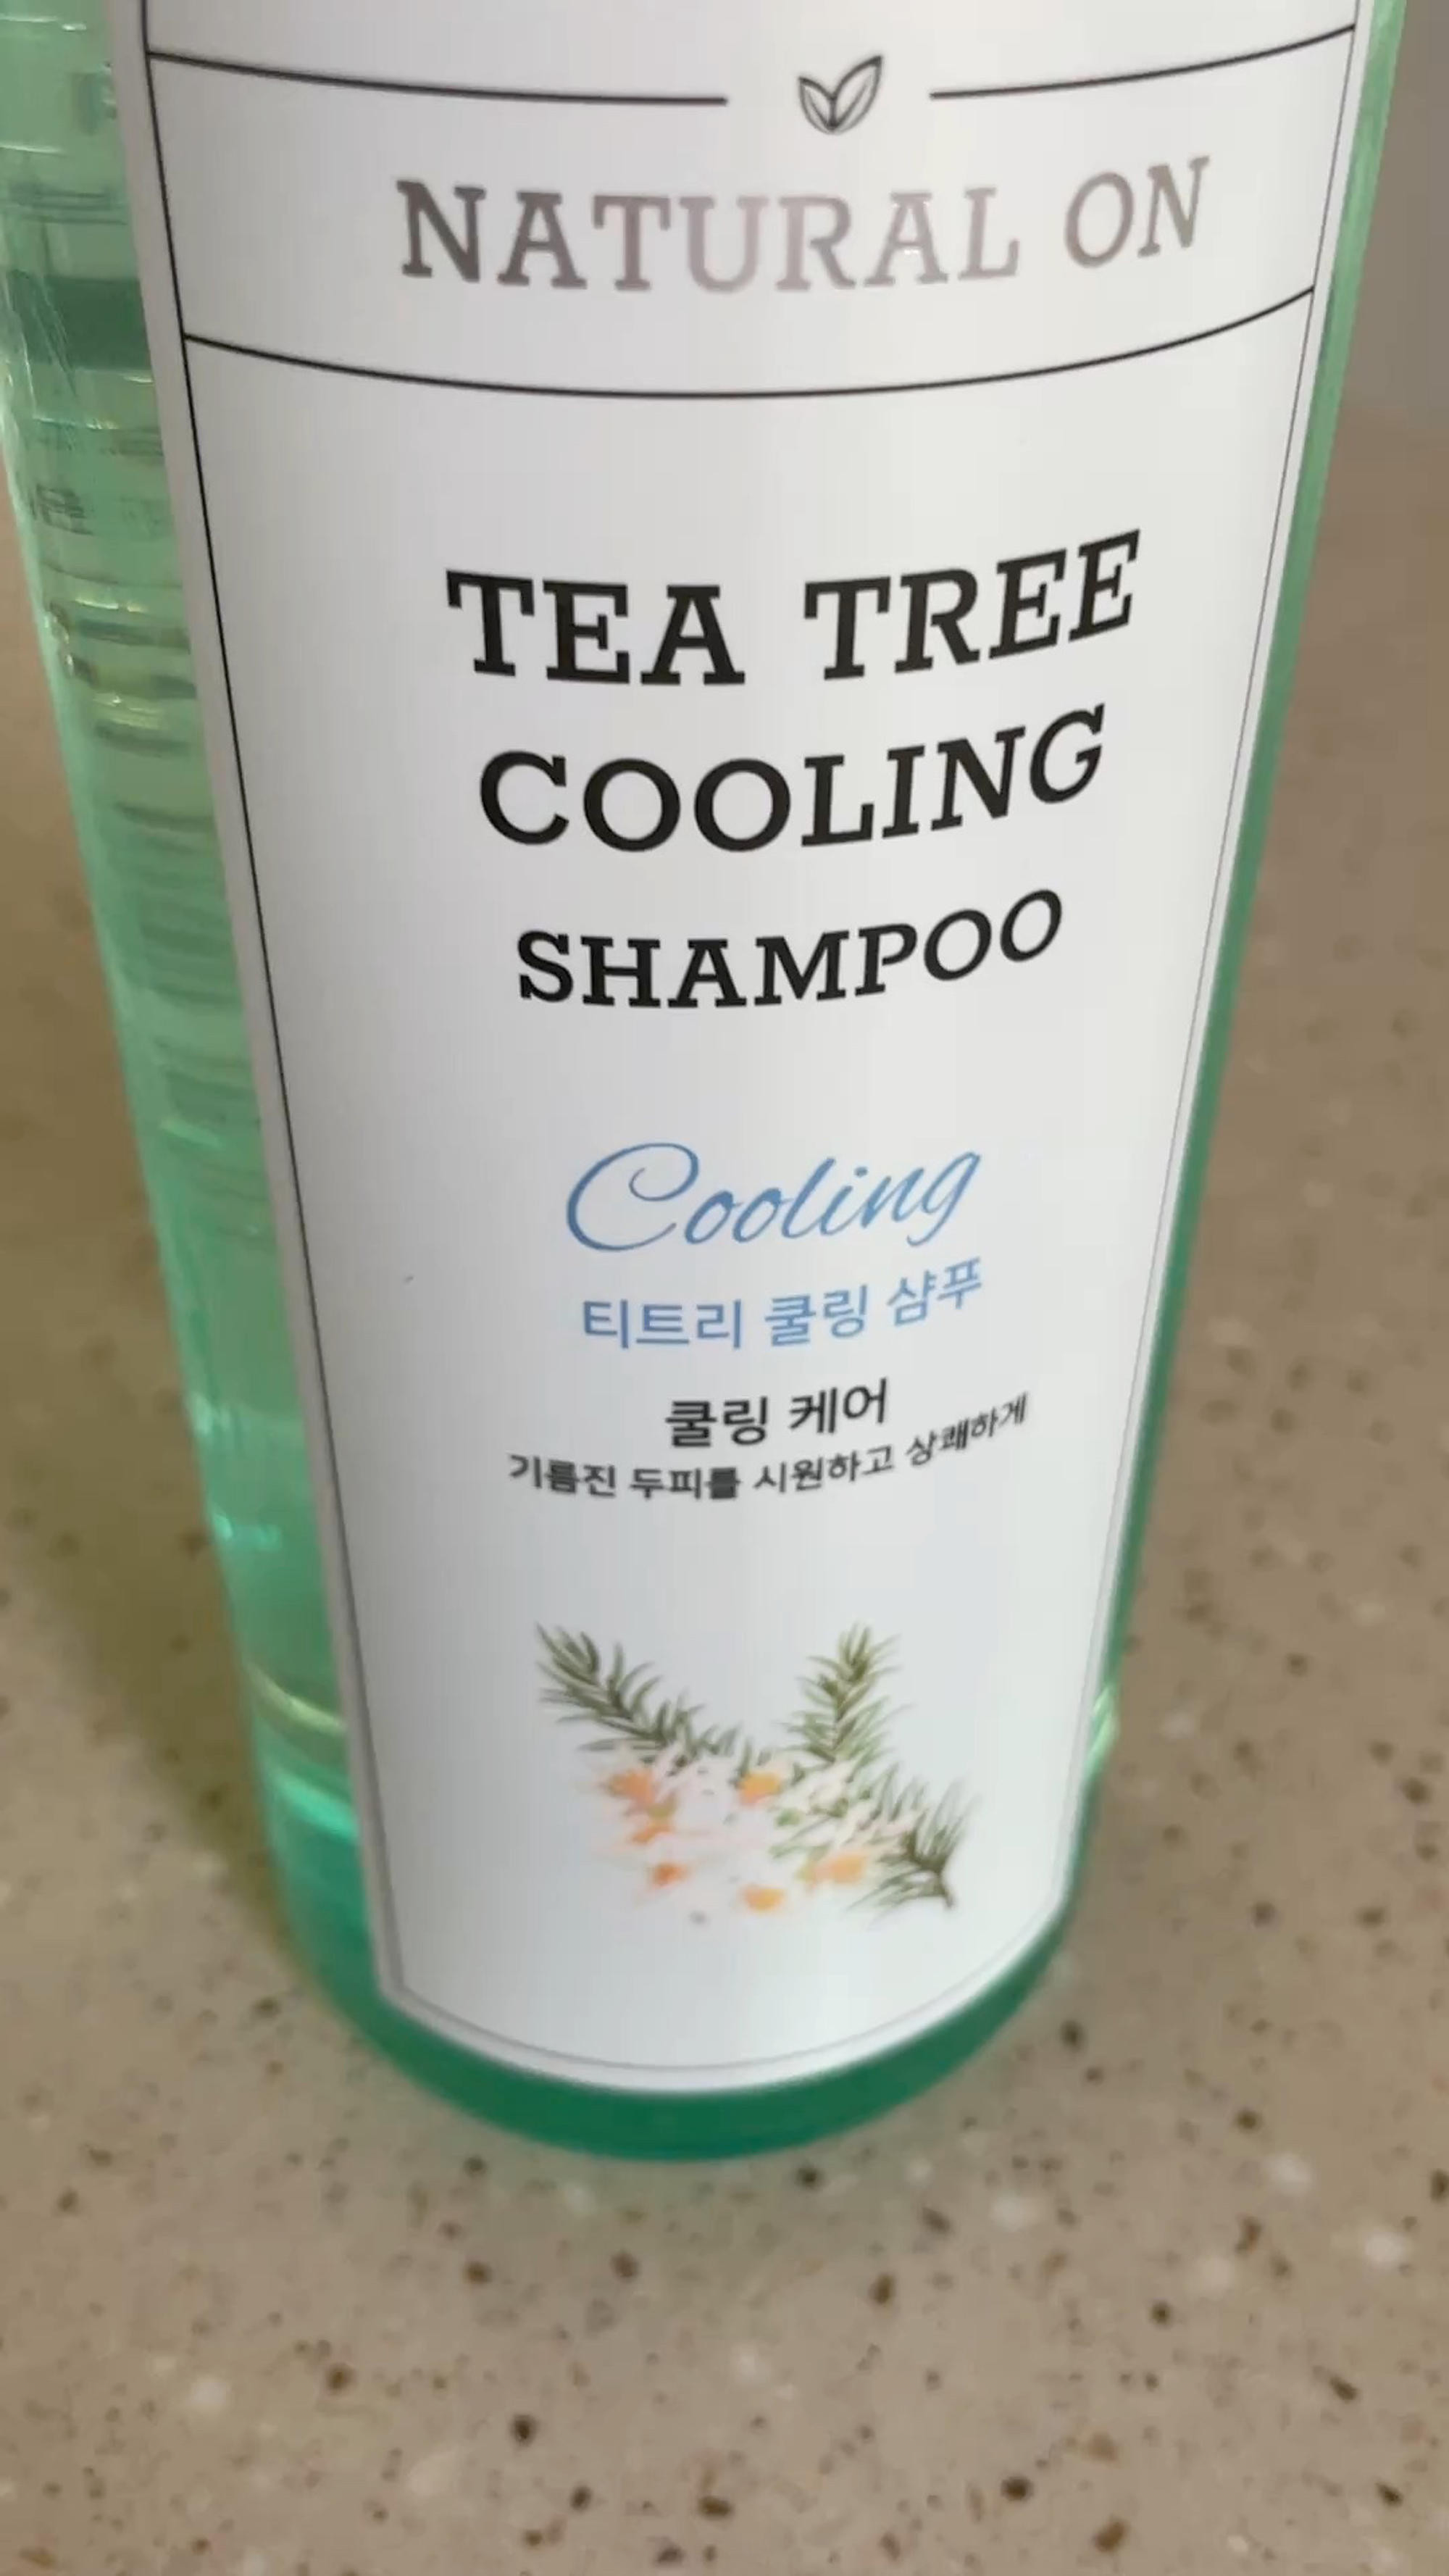 NATURAL ON
TEA TREE
COOLING
SHAMPOO
Cooling
티트리 쿨링 샴푸
쿨링 케어
기름진 두피를 시원하고 상쾌하게